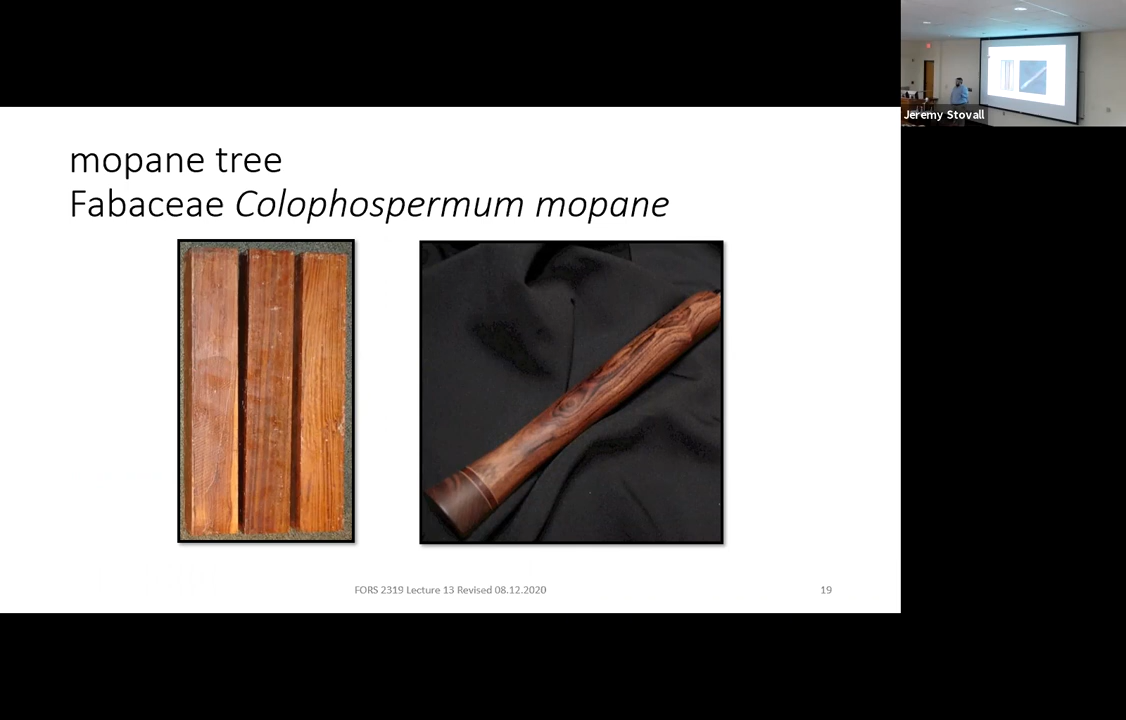 mopane tree
Fabaceae Colophospermum mopane
FORS 2319 Lecture 13 Revised 08.12.2020
19
Jeremy Stovall